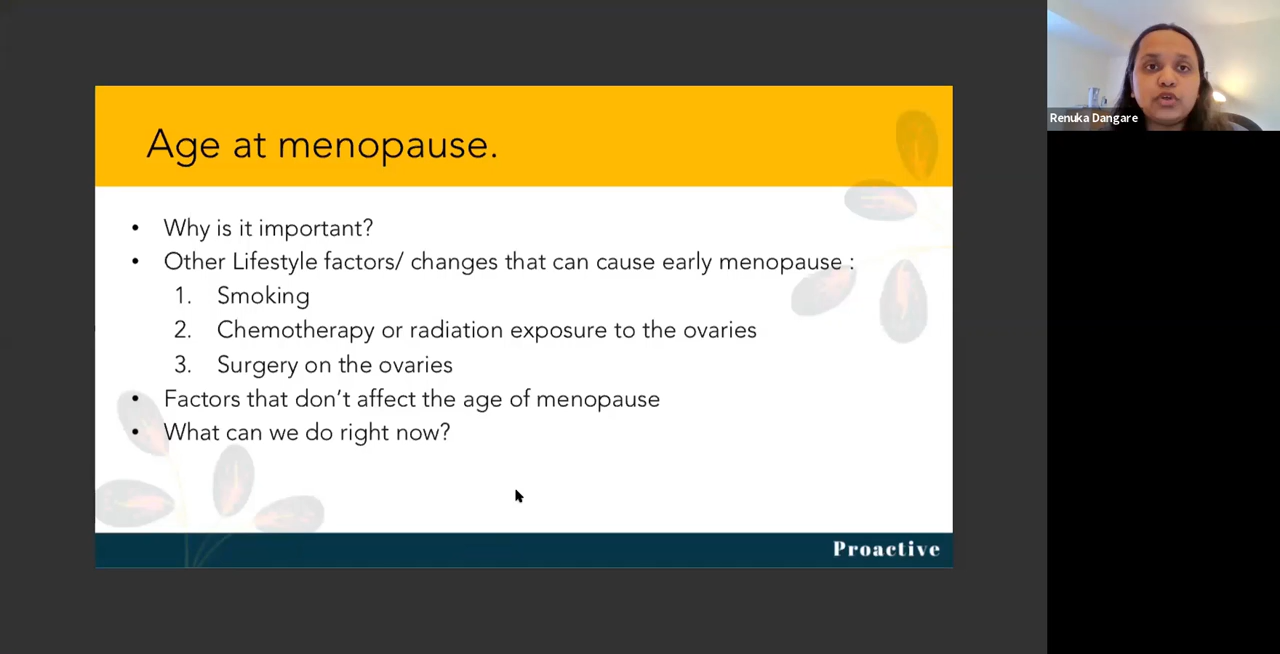 Age at menopause.
• Why is it important?
• Other Lifestyle factors/ changes that can cause early menopause :
1. Smoking
2. Chemotherapy or radiation exposure to the ovaries
3. Surgery on the ovaries
• Factors that don’t affect the age of menopause
• What can we do right now?
Proactive
Renuka Dangare